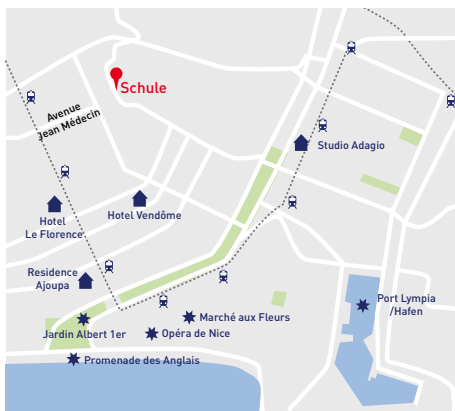 Schule
Avenue
Jean Médecin
Studio Adagio
Hotel
Le Florence
Hotel Vendôme
Residence
Ajoupa
Port Lympia
/Hafen
Marché aux Fleurs
Jardin Albert 1er
Opéra de Nice
Promenade des Anglais